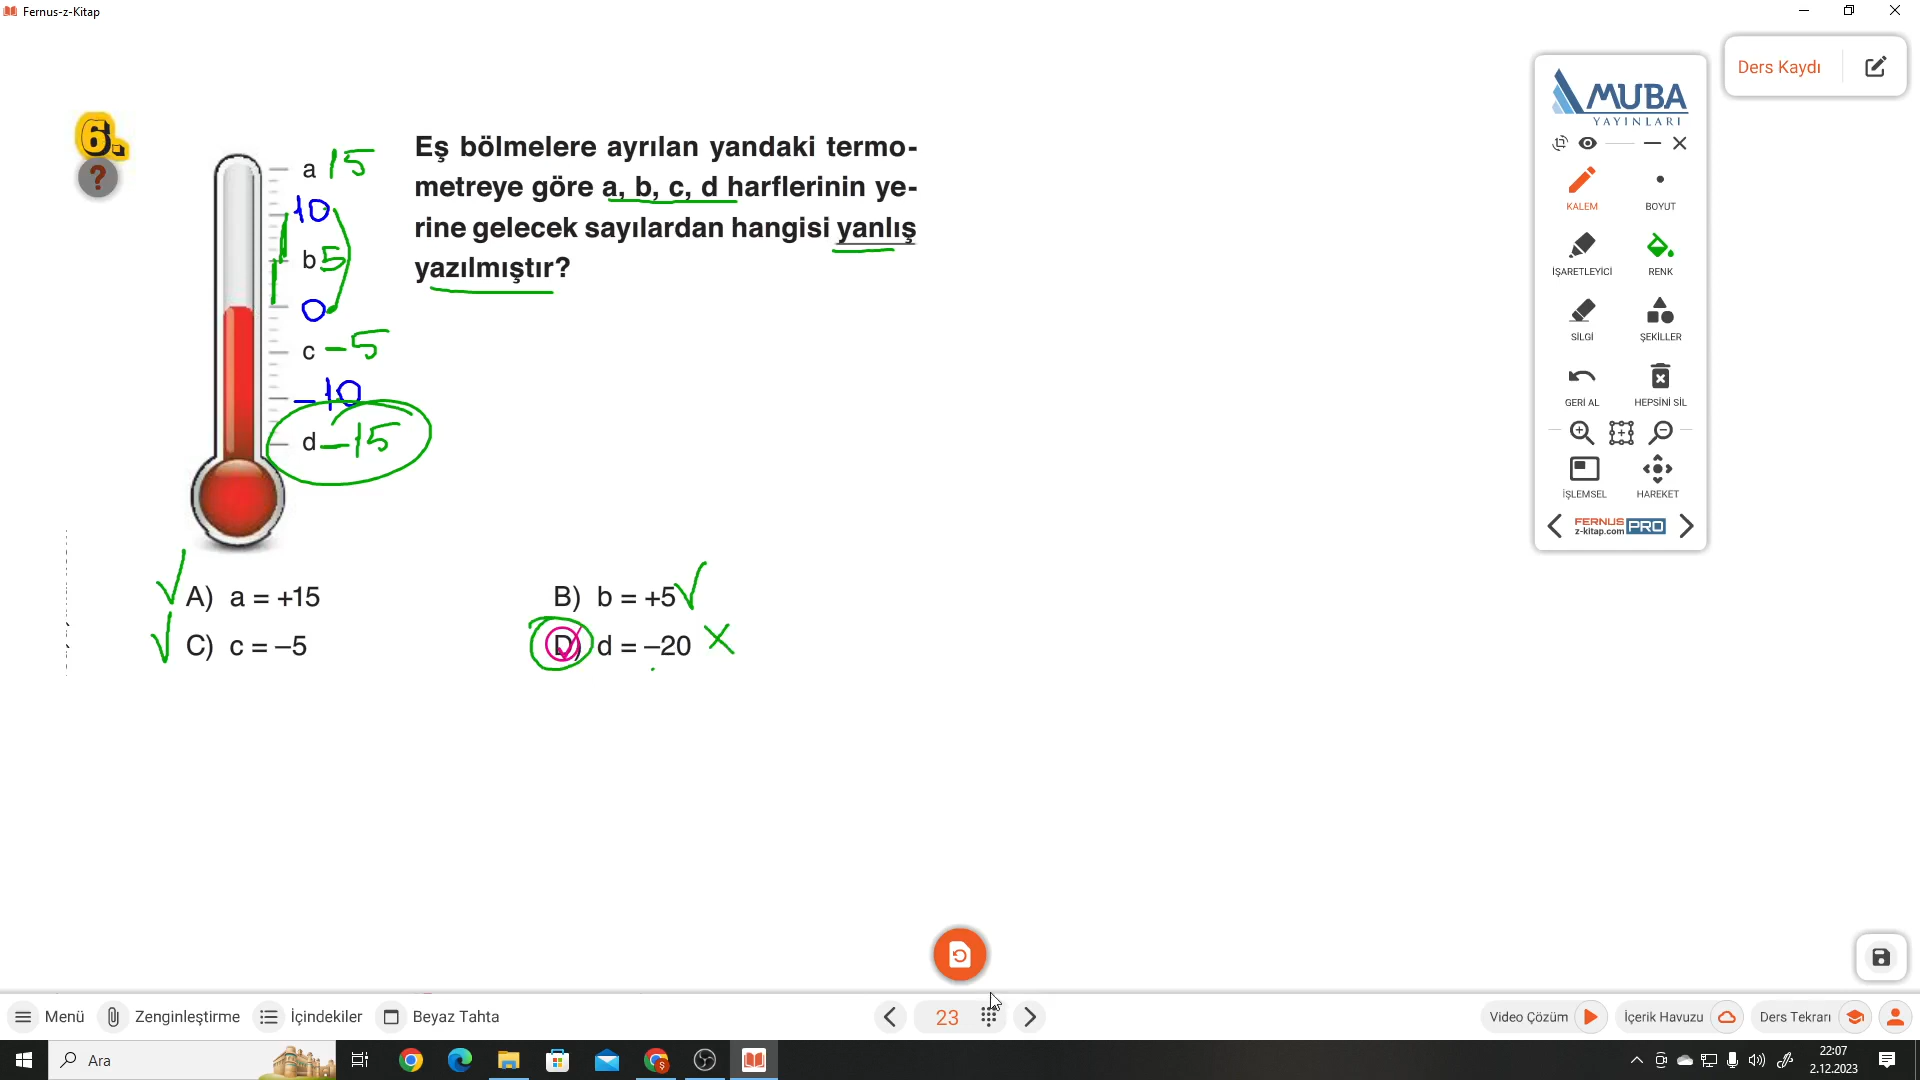 Fernus-z-Kitap
Ders Kaydı
MUBA
YAYINLARI
KALEM
BOYUT
İŞARETLEYİCİ
RENK
SİLGİ
ŞEKİLLER
GERİ AL
HEPSİNİ SİL
İŞLEMSEL
HAREKET
FERNUS PRO
z-kitap.com
6.
?
Eş bölmelere ayrılan yandaki termo-
metreye göre a, b, c, d harflerinin ye-
rine gelecek sayılardan hangisi yanlış
yazılmıştır?
a 15
10
b 5
0
c -5
-10
d -15
A) a = +15
B) b = +5
C) c = –5
D) d = –20
Menü
Zenginleştirme
İçindekiler
Beyaz Tahta
23
Video Çözüm
İçerik Havuzu
Ders Tekrarı
Ara
22:07
2.12.2023